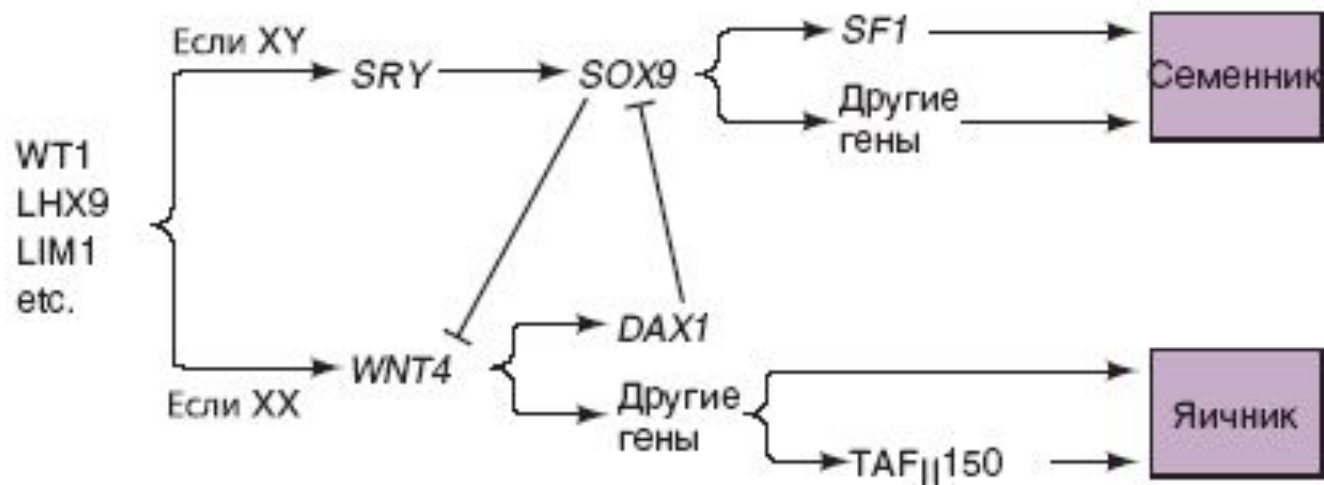 Если XY
SRY
SOX9
SF1
Другие
гены
Семенник
WT1
LHX9
LIM1
etc.
Если XX
WNT4
DAX1
Другие
гены
TAFII150
Яичник